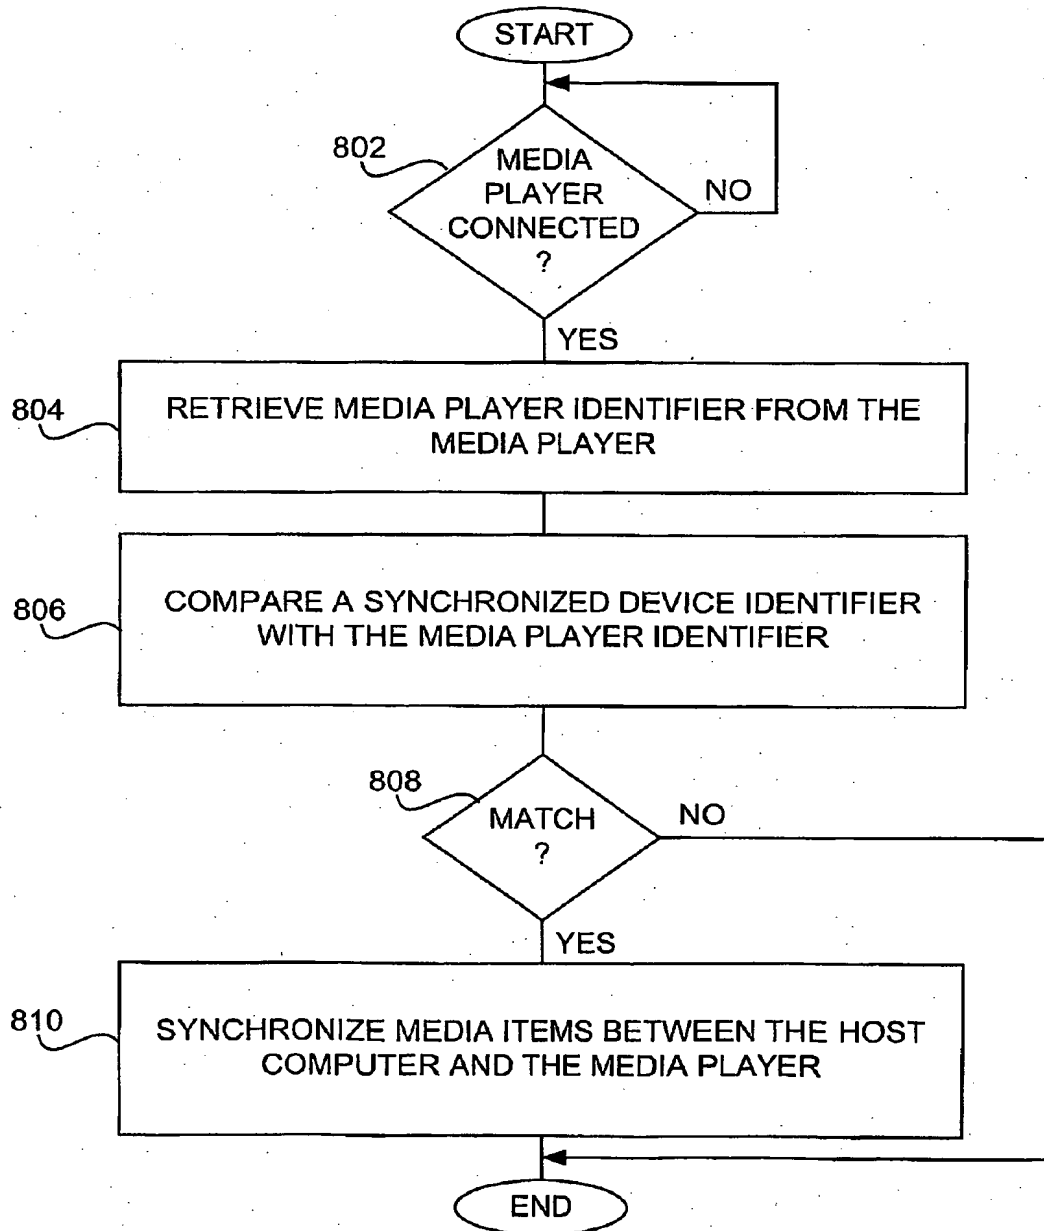 START
802
MEDIA
PLAYER
CONNECTED
?
NO
YES
804
RETRIEVE MEDIA PLAYER IDENTIFIER FROM THE
MEDIA PLAYER
806
COMPARE A SYNCHRONIZED DEVICE IDENTIFIER
WITH THE MEDIA PLAYER IDENTIFIER
808
MATCH
?
NO
YES
810
SYNCHRONIZE MEDIA ITEMS BETWEEN THE HOST
COMPUTER AND THE MEDIA PLAYER
END